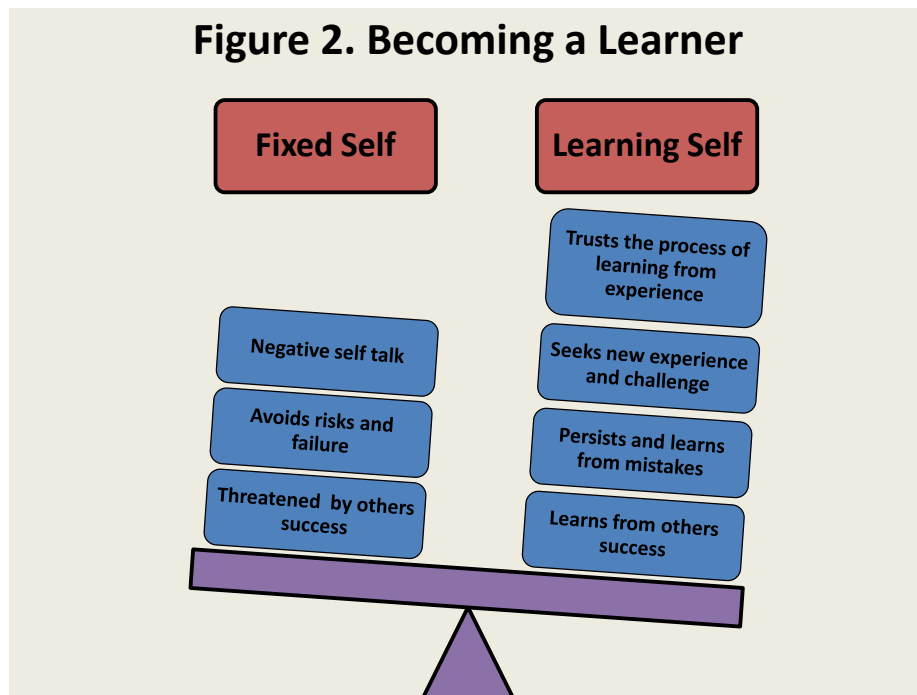 Figure 2. Becoming a Learner
Fixed Self
Learning Self
Negative self talk
Avoids risks and
failure
Threatened  by others
success
Trusts the process of
learning from
experience
Seeks new experience
and challenge
Persists and learns
from mistakes
Learns from others
success